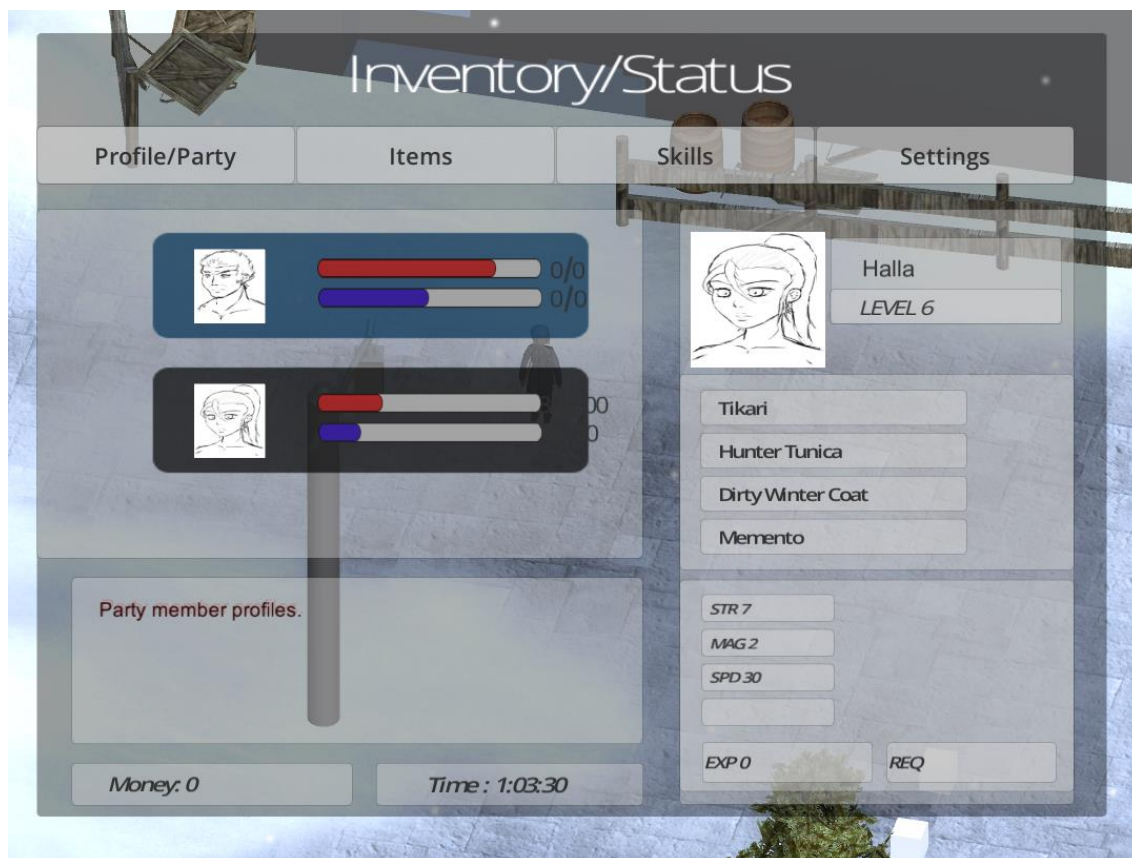 Inventory/Status
Profile/Party
Items
Skills
Settings
0/0
0/0
00
0
Party member profiles.
Money: 0
Time : 1:03:30
Halla
LEVEL 6
Tikari
Hunter Tunica
Dirty Winter Coat
Memento
STR 7
MAG 2
SPD 30
EXP 0
REQ